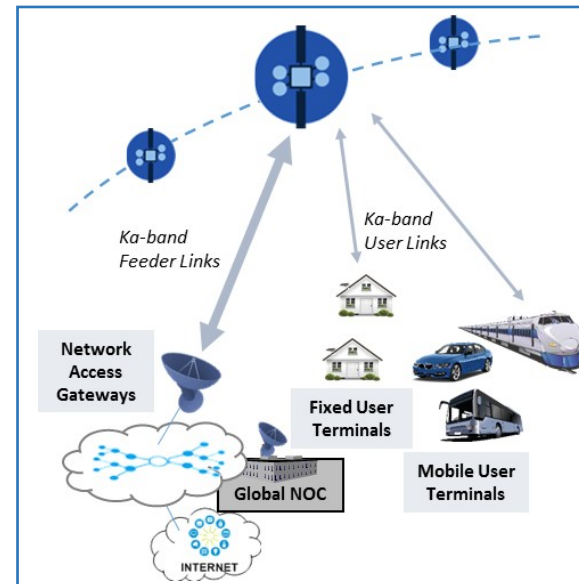 Ka-band
Feeder Links
Ka-band
User Links
Network
Access
Gateways
Fixed User
Terminals
Mobile User
Terminals
Global NOC
INTERNET